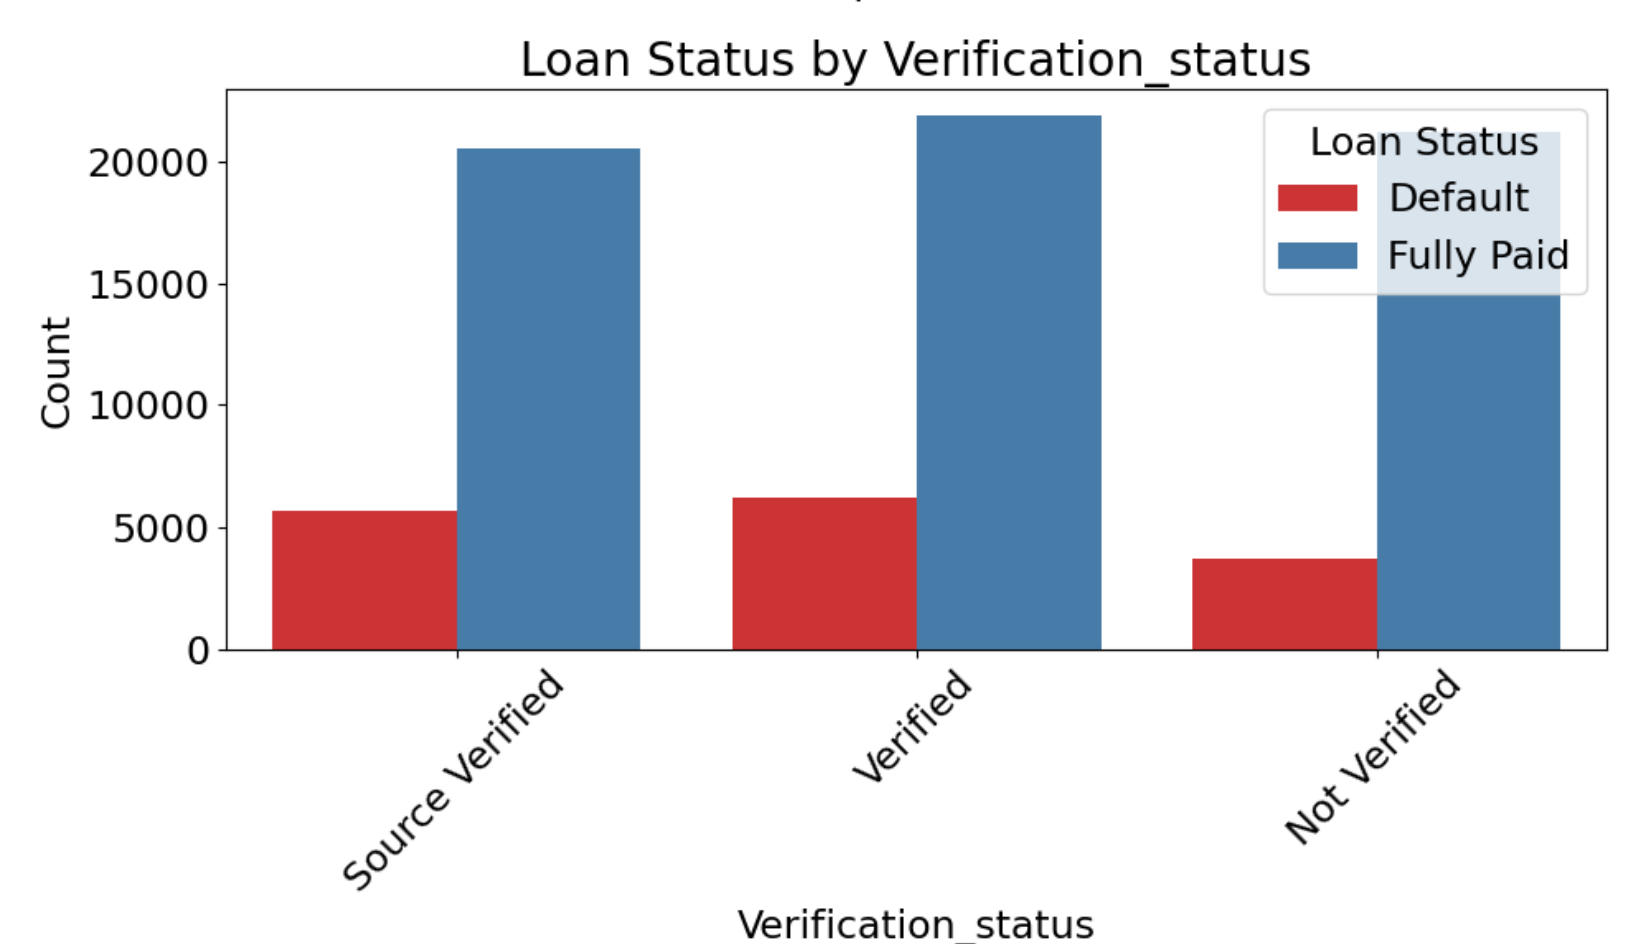 Loan Status by Verification_status
Loan Status
Default
Fully Paid
Count
20000
15000
10000
5000
0
Source Verified
Verified
Not Verified
Verification_status